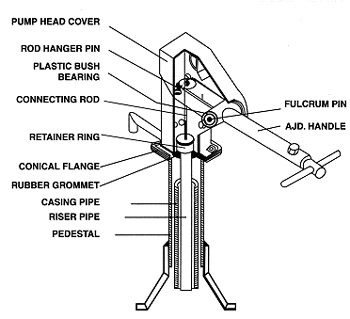 PUMP HEAD COVER
ROD HANGER PIN
PLASTIC BUSH
BEARING
CONNECTING ROD
FULCRUM PIN
AJD. HANDLE
RETAINER RING
CONICAL FLANGE
RUBBER GROMMET
CASING PIPE
RISER PIPE
PEDESTAL